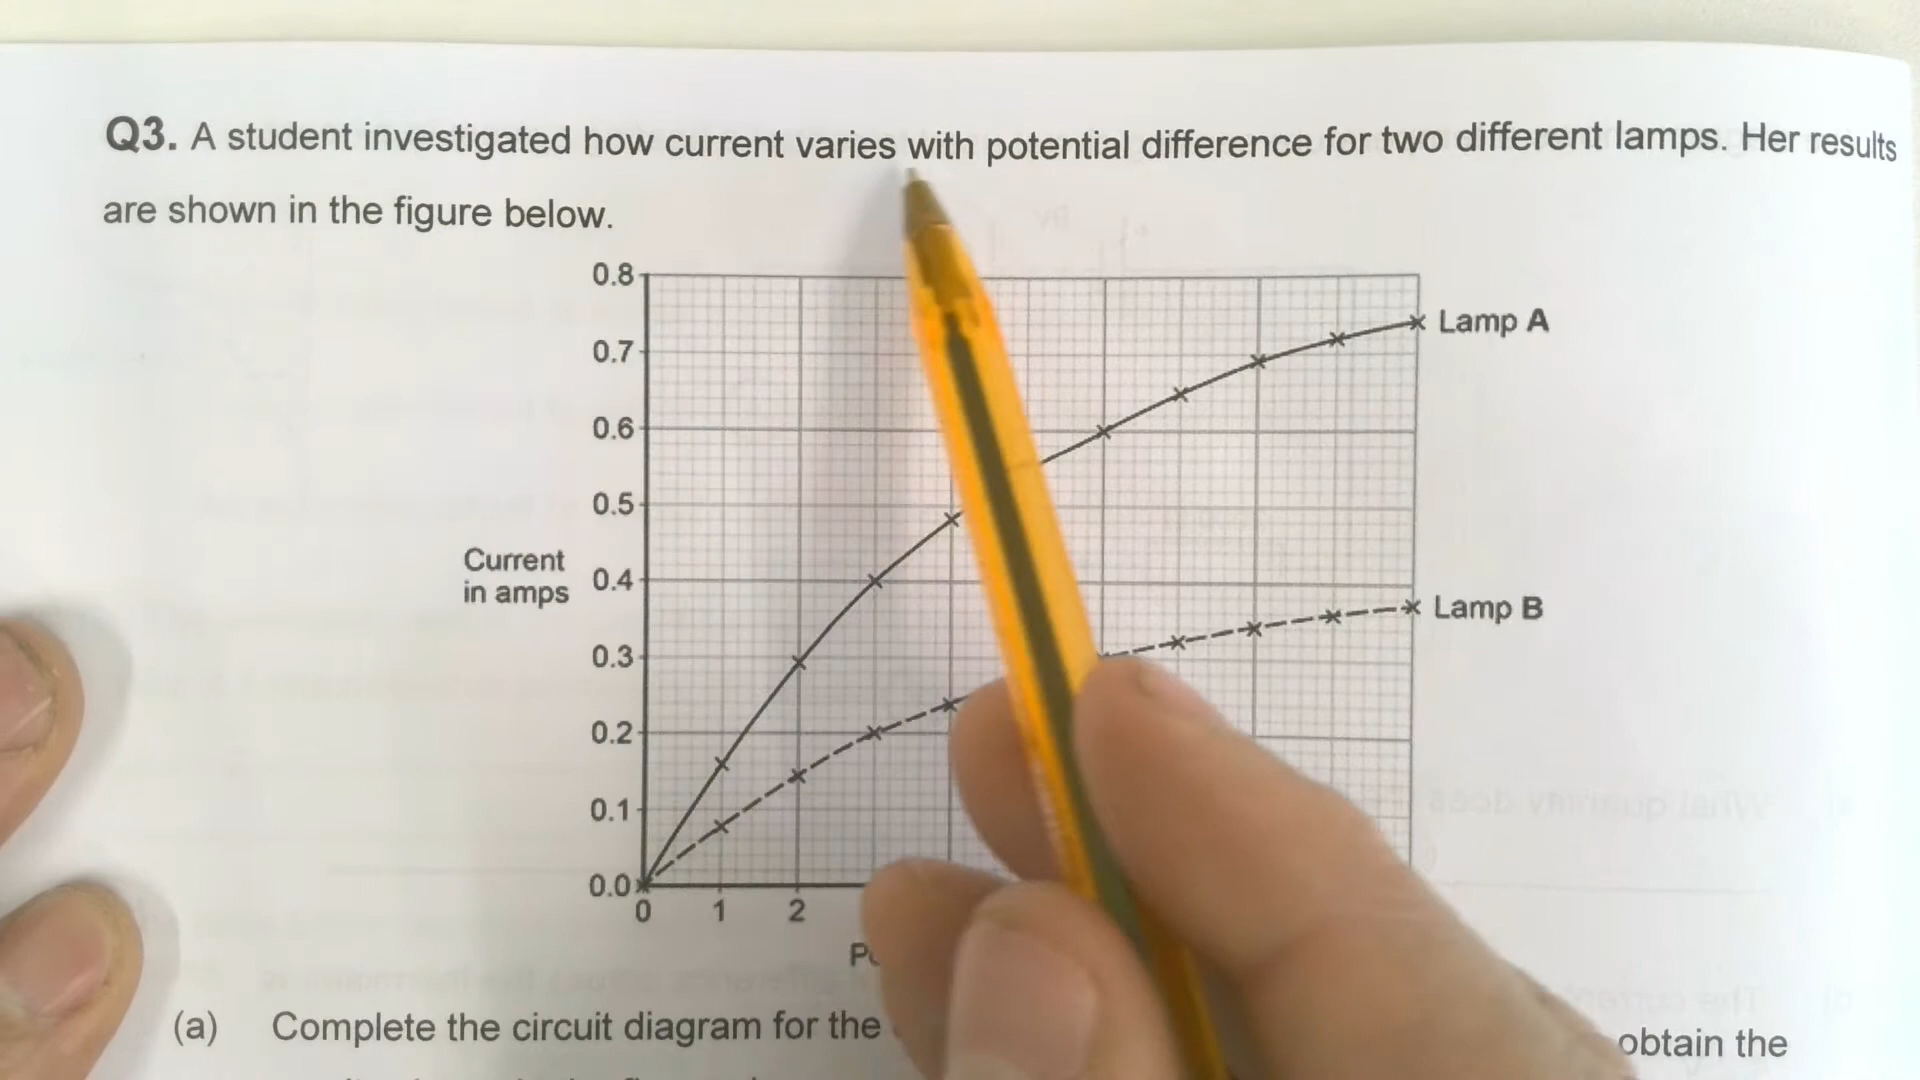 Q3. A student investigated how current varies with potential difference for two different lamps. Her results
are shown in the figure below.
0.8
Lamp A
0.7
0.6
0.5
Current
in amps
0.4
Lamp B
0.3
0.2
0.1
0.0
0 1 2
(a) Complete the circuit diagram for the obtain the